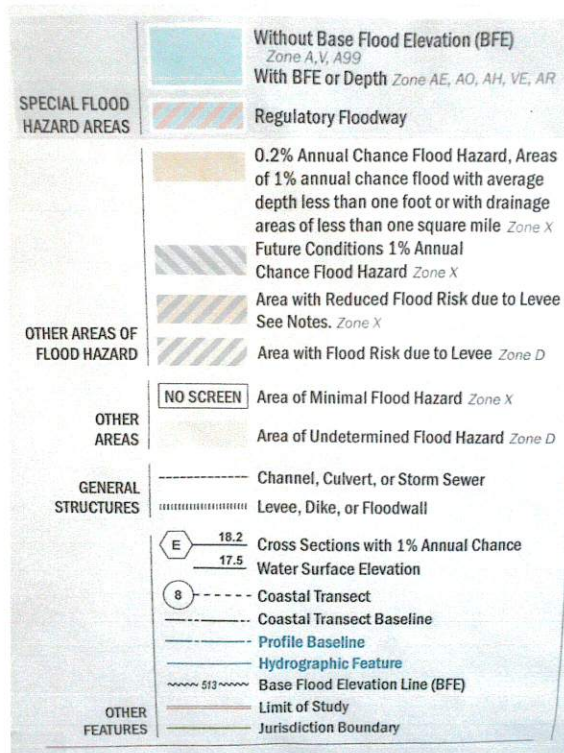 SPECIAL FLOOD
HAZARD AREAS
Without Base Flood Elevation (BFE)
Zone A,V, A99
With BFE or Depth Zone AE, AO, AH, VE, AR
Regulatory Floodway
OTHER AREAS OF
FLOOD HAZARD
0.2% Annual Chance Flood Hazard, Areas
of 1% annual chance flood with average
depth less than one foot or with drainage
areas of less than one square mile Zone X
Future Conditions 1% Annual
Chance Flood Hazard Zone X
Area with Reduced Flood Risk due to Levee
See Notes. Zone X
Area with Flood Risk due to Levee Zone D
OTHER
AREAS
NO SCREEN Area of Minimal Flood Hazard Zone X
Area of Undetermined Flood Hazard Zone D
GENERAL
STRUCTURES
Channel, Culvert, or Storm Sewer
Levee, Dike, or Floodwall
OTHER
FEATURES
E 18.2 Cross Sections with 1% Annual Chance
17.5 Water Surface Elevation
8 Coastal Transect
Coastal Transect Baseline
Profile Baseline
Hydrographic Feature
513 Base Flood Elevation Line (BFE)
Limit of Study
Jurisdiction Boundary